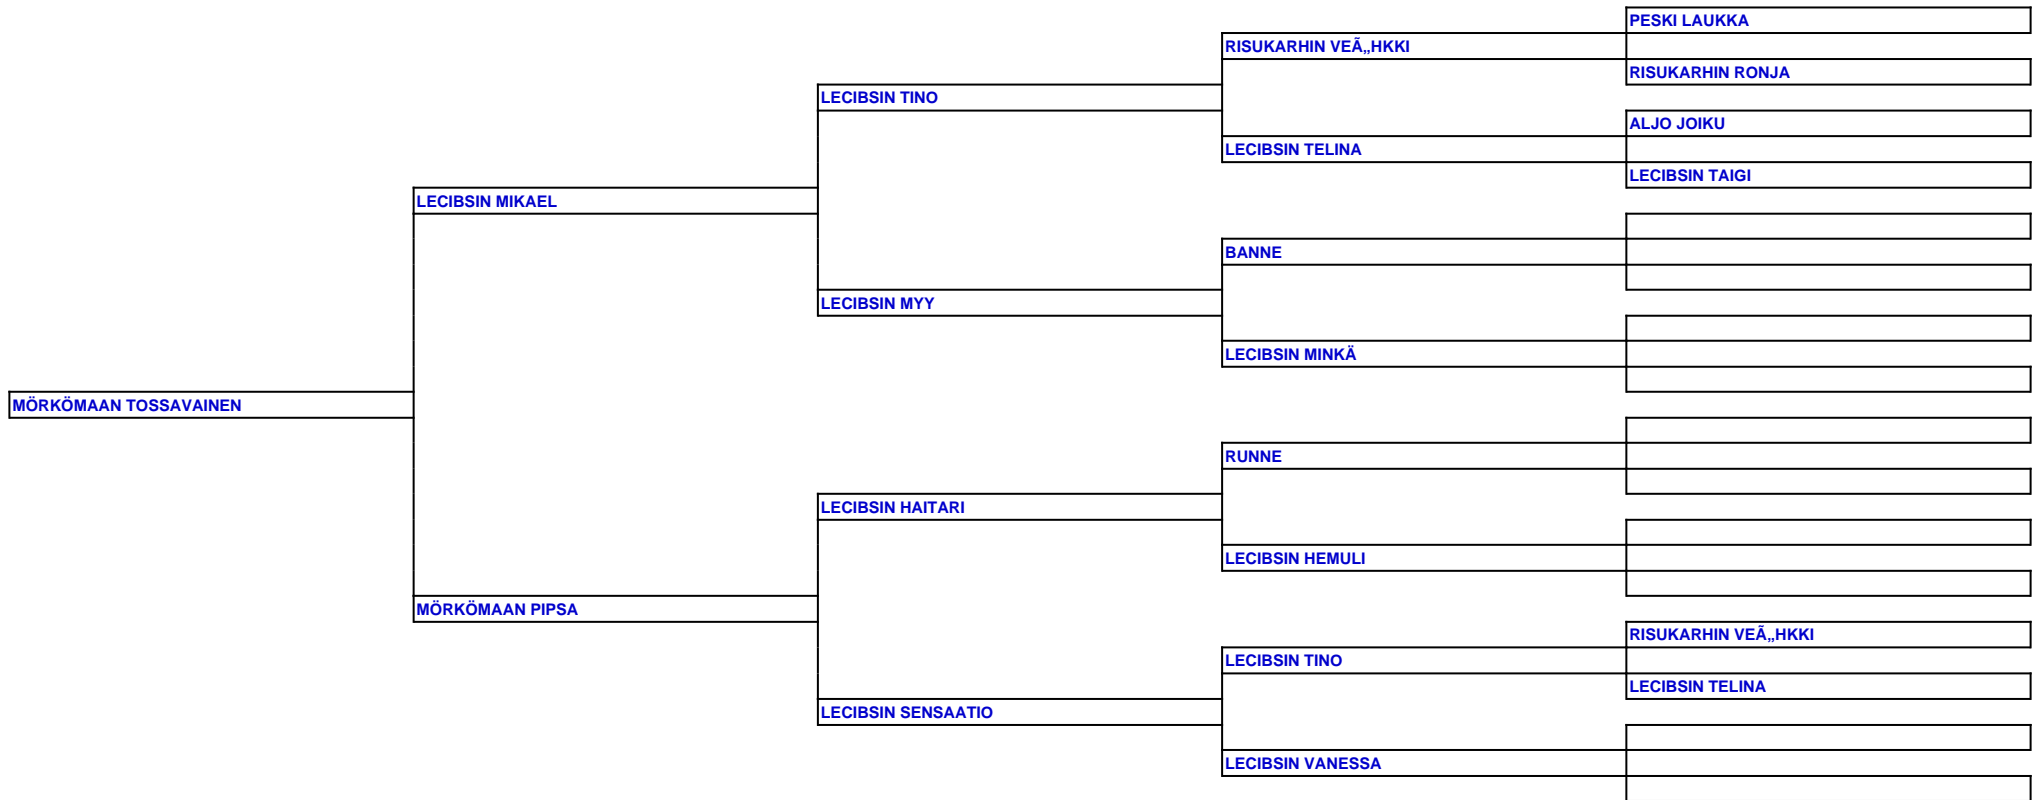 PESKI LAUKKA
RISUKARHIN VEÃ„HKKI
RISUKARHIN RONJA
LECIBSIN TINO
ALJO JOIKU
LECIBSIN TELINA
LECIBSIN TAIGI
LECIBSIN MIKAEL
BANNE
LECIBSIN MYY
LECIBSIN MINKÄ
MÖRKÖMAAN TOSSAVAINEN
RUNNE
LECIBSIN HAITARI
LECIBSIN HEMULI
MÖRKÖMAAN PIPSA
RISUKARHIN VEÃ„HKKI
LECIBSIN TINO
LECIBSIN TELINA
LECIBSIN SENSAATIO
LECIBSIN VANESSA